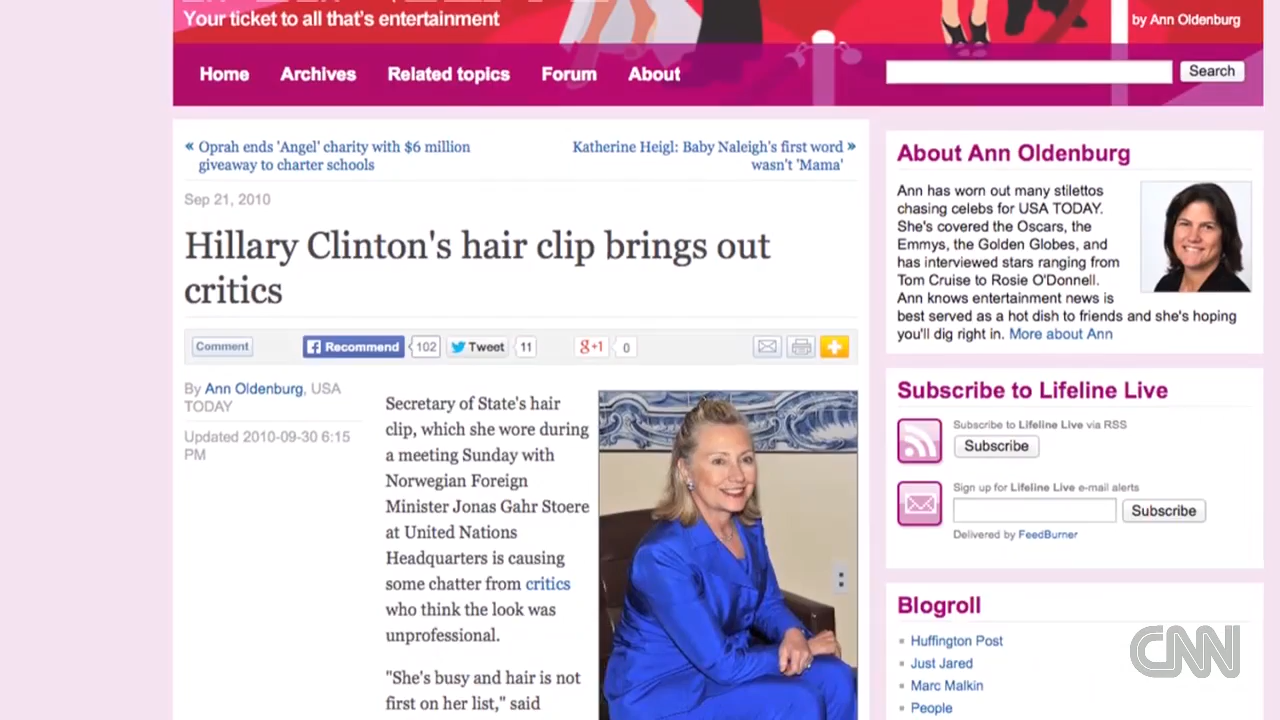 Your ticket to all that's entertainment
by Ann Oldenburg
Home Archives Related topics Forum About
Search
« Oprah ends 'Angel' charity with $6 million
giveaway to charter schools
Katherine Heigl: Baby Naleigh's first word »
wasn't 'Mama'
Sep 21, 2010
Hillary Clinton's hair clip brings out
critics
Comment
Recommend 102
Tweet 11
g+1 0
By Ann Oldenburg, USA
TODAY
Updated 2010-09-30 6:15
PM
Secretary of State's hair
clip, which she wore during
a meeting Sunday with
Norwegian Foreign
Minister Jonas Gahr Stoere
at United Nations
Headquarters is causing
some chatter from critics
who think the look was
unprofessional.
"She's busy and hair is not
first on her list," said
About Ann Oldenburg
Ann has worn out many stilettos
chasing celebs for USA TODAY.
She's covered the Oscars, the
Emmys, the Golden Globes, and
has interviewed stars ranging from
Tom Cruise to Rosie O'Donnell.
Ann knows entertainment news is
best served as a hot dish to friends and she's hoping
you'll dig right in. More about Ann
Subscribe to Lifeline Live
Subscribe to Lifeline Live via RSS
Subscribe
Sign up for Lifeline Live e-mail alerts
Subscribe
Delivered by FeedBurner
Blogroll
Huffington Post
Just Jared
Marc Malkin
People
CNN